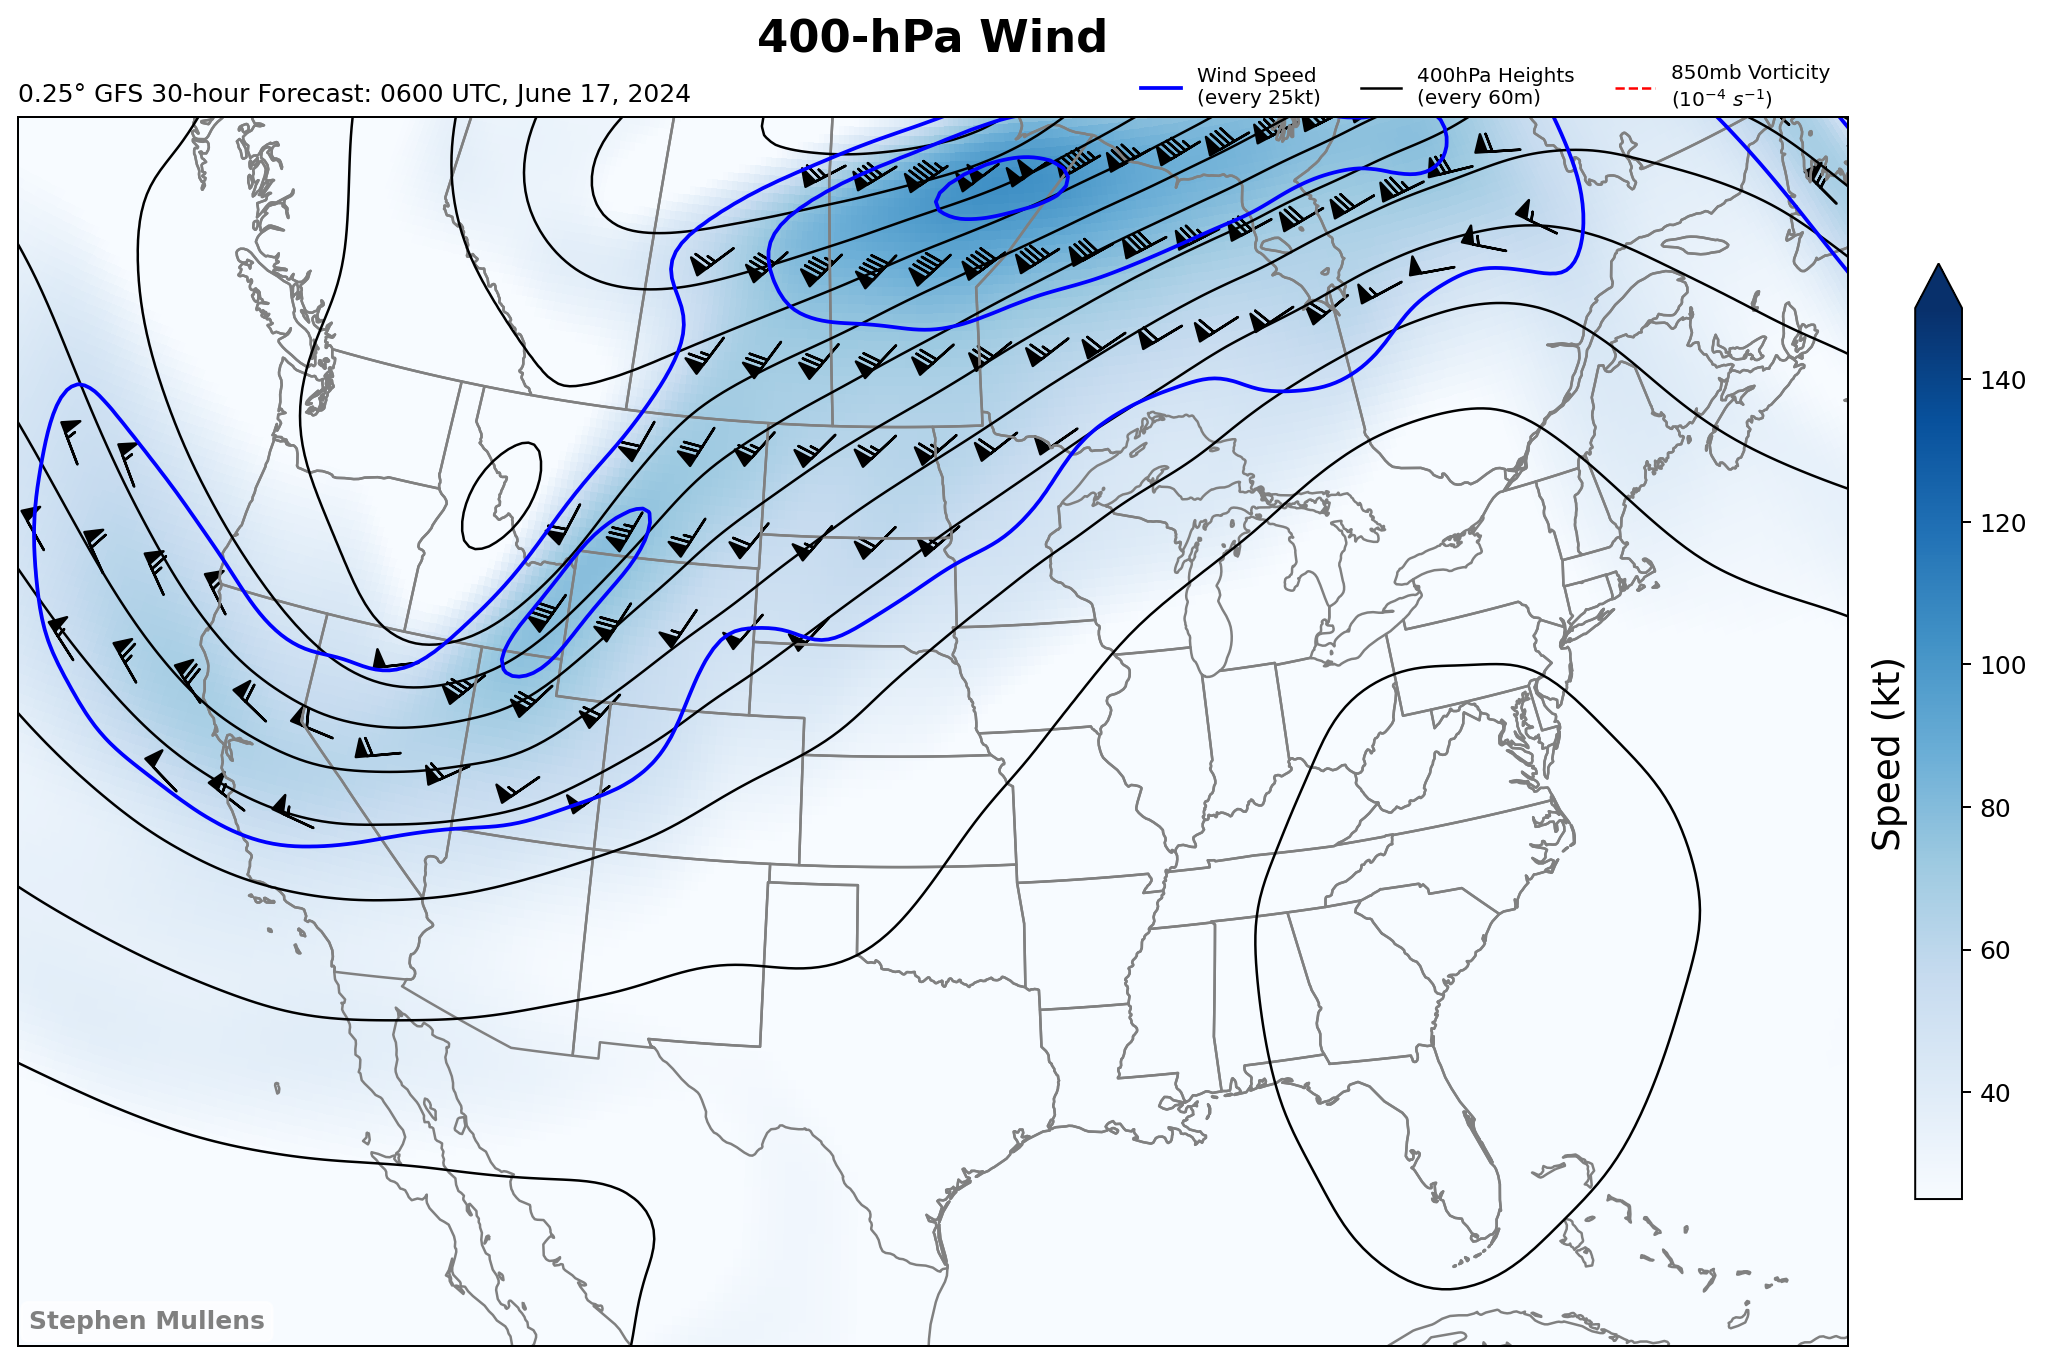 400-hPa Wind
0.25° GFS 30-hour Forecast: 0600 UTC, June 17, 2024
Wind Speed
(every 25kt)
400hPa Heights
(every 60m)
850mb Vorticity
(10⁻⁴ s⁻¹)
140
120
100
80
60
40
Speed (kt)
Stephen Mullens